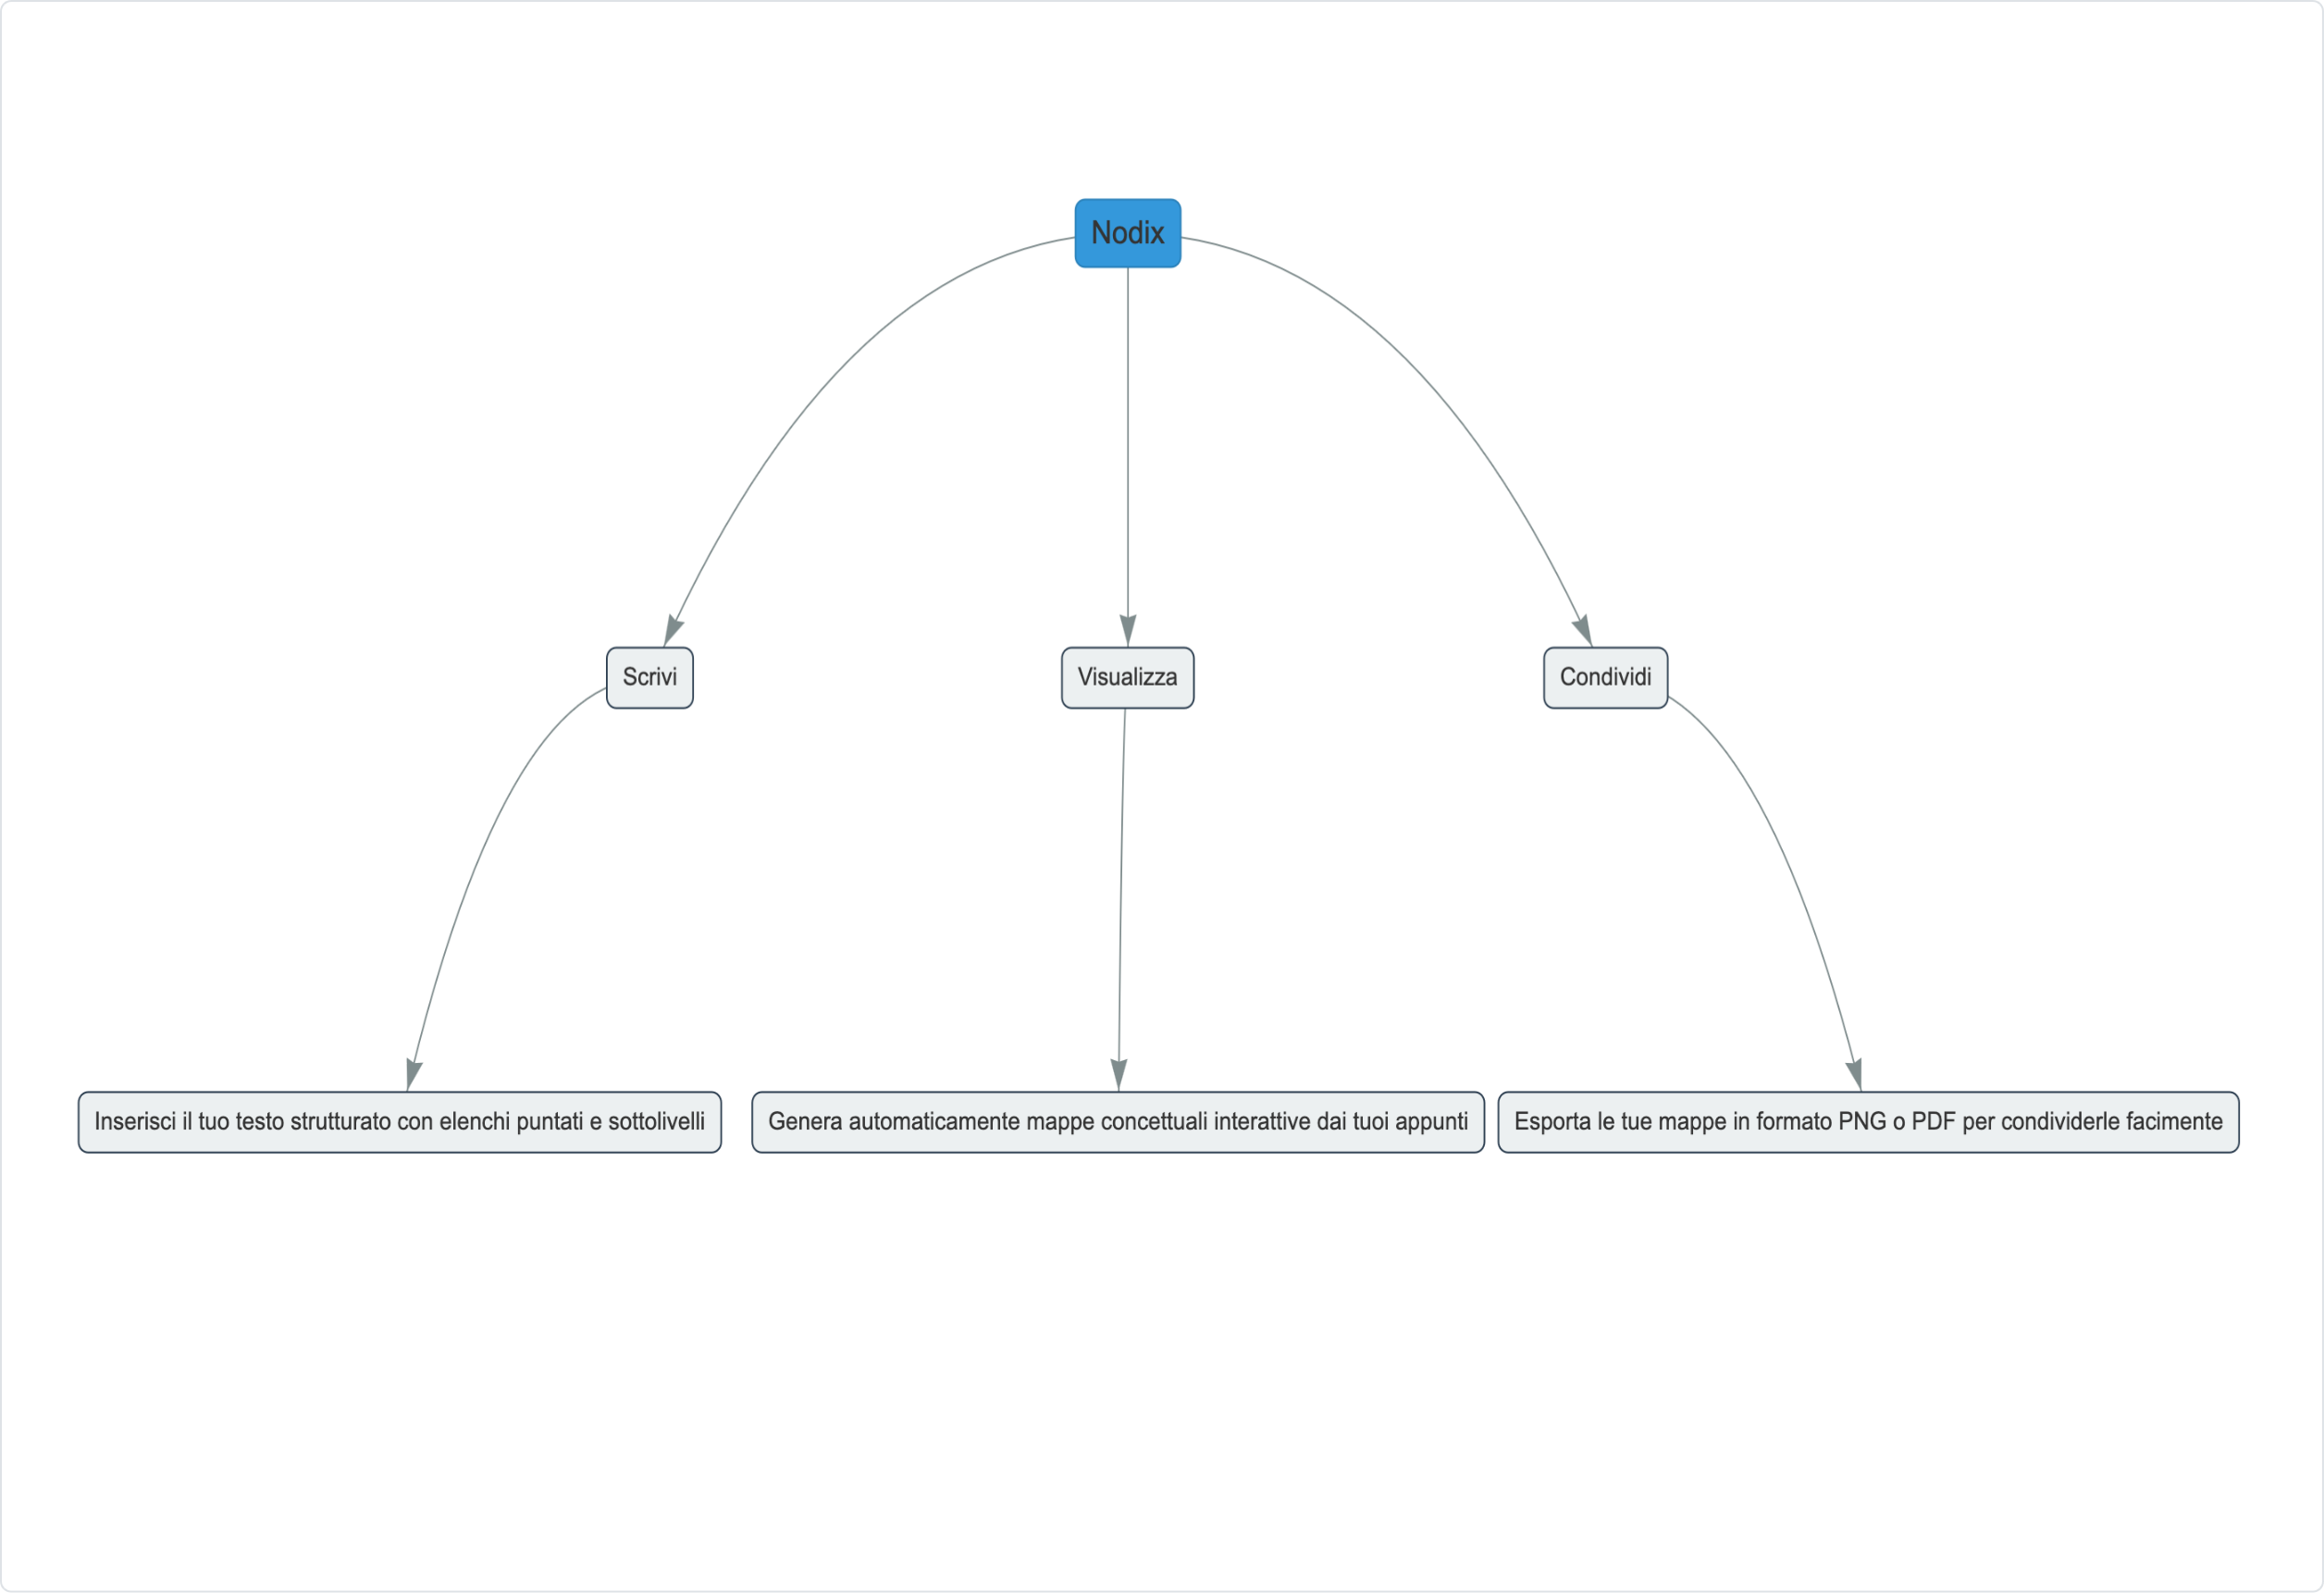 Nodix
Scrivi
Visualizza
Condividi
Inserisci il tuo testo strutturato con elenchi puntati e sottolivelli
Genera automaticamente mappe concettuali interattive dai tuoi appunti
Esporta le tue mappe in formato PNG o PDF per condividerle facimente